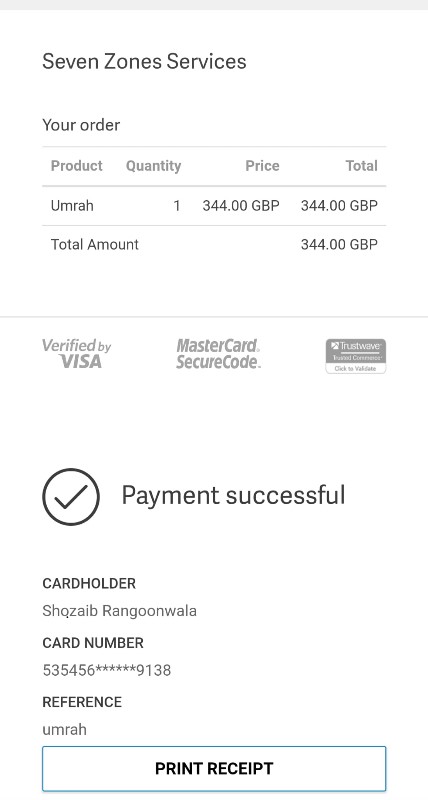 Seven Zones Services
Your order
Product Quantity Price Total
Umrah 1 344.00 GBP 344.00 GBP
Total Amount 344.00 GBP
Verified by VISA
MasterCard SecureCode.
Trustwave
Trusted Commerce
Click to Validate
Payment successful
CARDHOLDER
Shozaib Rangoonwala
CARD NUMBER
535456******9138
REFERENCE
umrah
PRINT RECEIPT